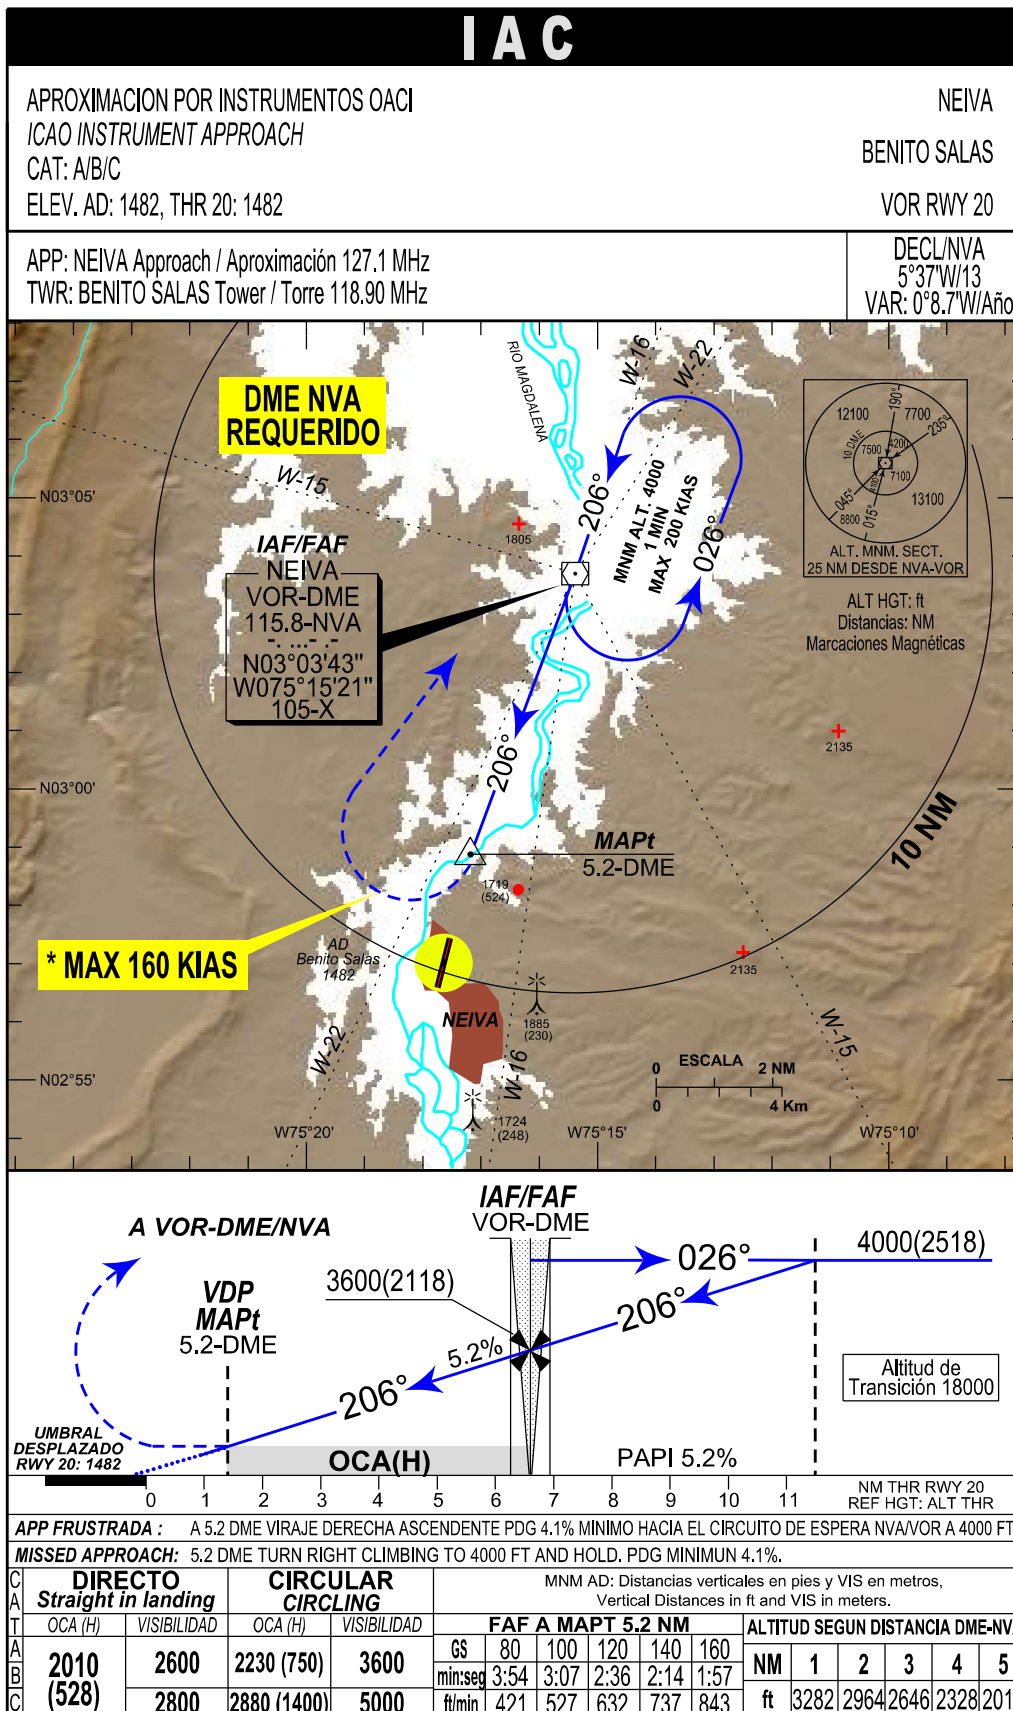 IAC
APROXIMACION POR INSTRUMENTOS OACI
ICAO INSTRUMENT APPROACH
CAT: A/B/C
ELEV. AD: 1482, THR 20: 1482
NEIVA
BENITO SALAS
VOR RWY 20
APP: NEIVA Approach / Aproximación 127.1 MHz
TWR: BENITO SALAS Tower / Torre 118.90 MHz
DECL/NVA
5°37'W/13
VAR: 0°8.7'W/Año
DME NVA
REQUERIDO
RIO MAGDALENA
W-16
W-22
W-15
N03°05'
206°
MNM ALT. 4000
1 MIN
MAX 200 KIAS
026°
1805
12100
190°
7700
235°
10 DME
7500
4200
7100
045°
015°
8800
13100
ALT. MNM. SECT.
25 NM DESDE NVA-VOR
ALT HGT: ft
Distancias: NM
Marcaciones Magnéticas
IAF/FAF
NEIVA
VOR-DME
115.8-NVA
-. ...- .-
N03°03'43"
W075°15'21"
105-X
2135
206°
N03°00'
10 NM
MAPt
5.2-DME
1719
(524)
* MAX 160 KIAS
AD
Benito Salas
1482
2135
NEIVA
1885
(230)
W-22
W-16
W-15
N02°55'
0 ESCALA 2 NM
0 4 Km
1724
(248)
W75°20'
W75°15'
W75°10'
IAF/FAF
VOR-DME
A VOR-DME/NVA
026°
4000(2518)
3600(2118)
VDP
MAPt
5.2-DME
206°
5.2%
206°
Altitud de
Transición 18000
UMBRAL
DESPLAZADO
RWY 20: 1482
OCA(H)
PAPI 5.2%
0 1 2 3 4 5 6 7 8 9 10 11
NM THR RWY 20
REF HGT: ALT THR
APP FRUSTRADA : A 5.2 DME VIRAJE DERECHA ASCENDENTE PDG 4.1% MINIMO HACIA EL CIRCUITO DE ESPERA NVA/VOR A 4000 FT
MISSED APPROACH: 5.2 DME TURN RIGHT CLIMBING TO 4000 FT AND HOLD. PDG MINIMUN 4.1%.
CAT
DIRECTO
Straight in landing
CIRCULAR
CIRCLING
MNM AD: Distancias verticales en pies y VIS en metros,
Vertical Distances in ft and VIS in meters.
OCA (H) VISIBILIDAD OCA (H) VISIBILIDAD
FAF A MAPT 5.2 NM
ALTITUD SEGUN DISTANCIA DME-NV
A
B
C
2010
(528)
2600
2230 (750)
3600
2800
2880 (1400)
5000
GS 80 100 120 140 160
min:seg 3:54 3:07 2:36 2:14 1:57
ft/min 421 527 632 737 843
NM 1 2 3 4 5
ft 3282 2964 2646 2328 201